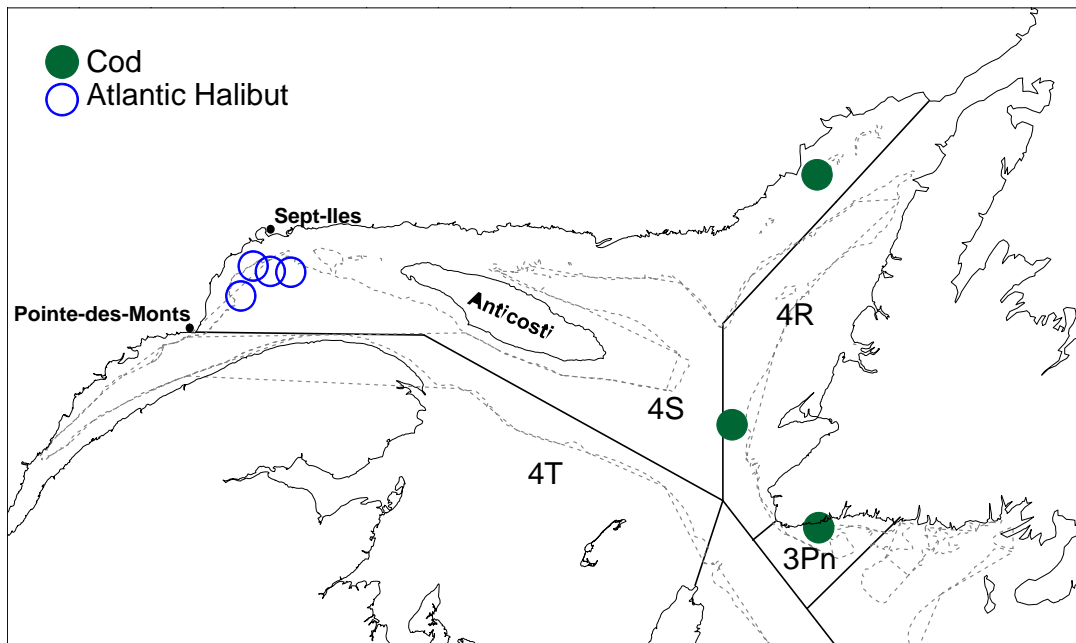 Cod
Atlantic Halibut
Sept-Iles
Pointe-des-Monts
Anticosti
4R
4S
4T
3Pn